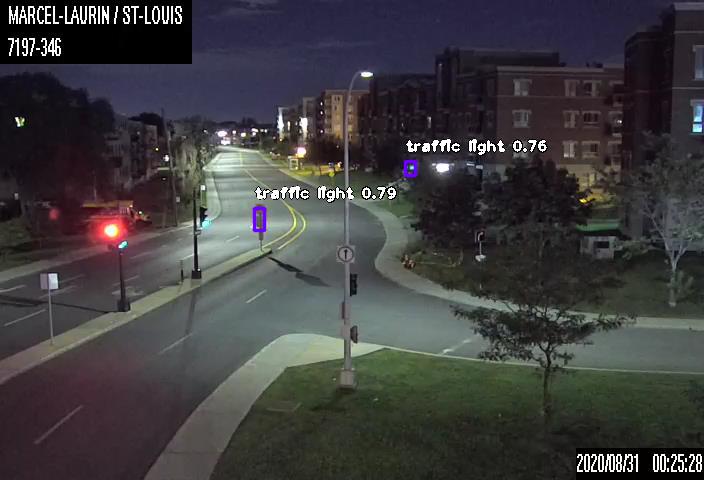 MARCEL-LAURIN / ST-LOUIS
7197-346
traffic light 0.76
traffic light 0.79
2020/08/31 00:25:28